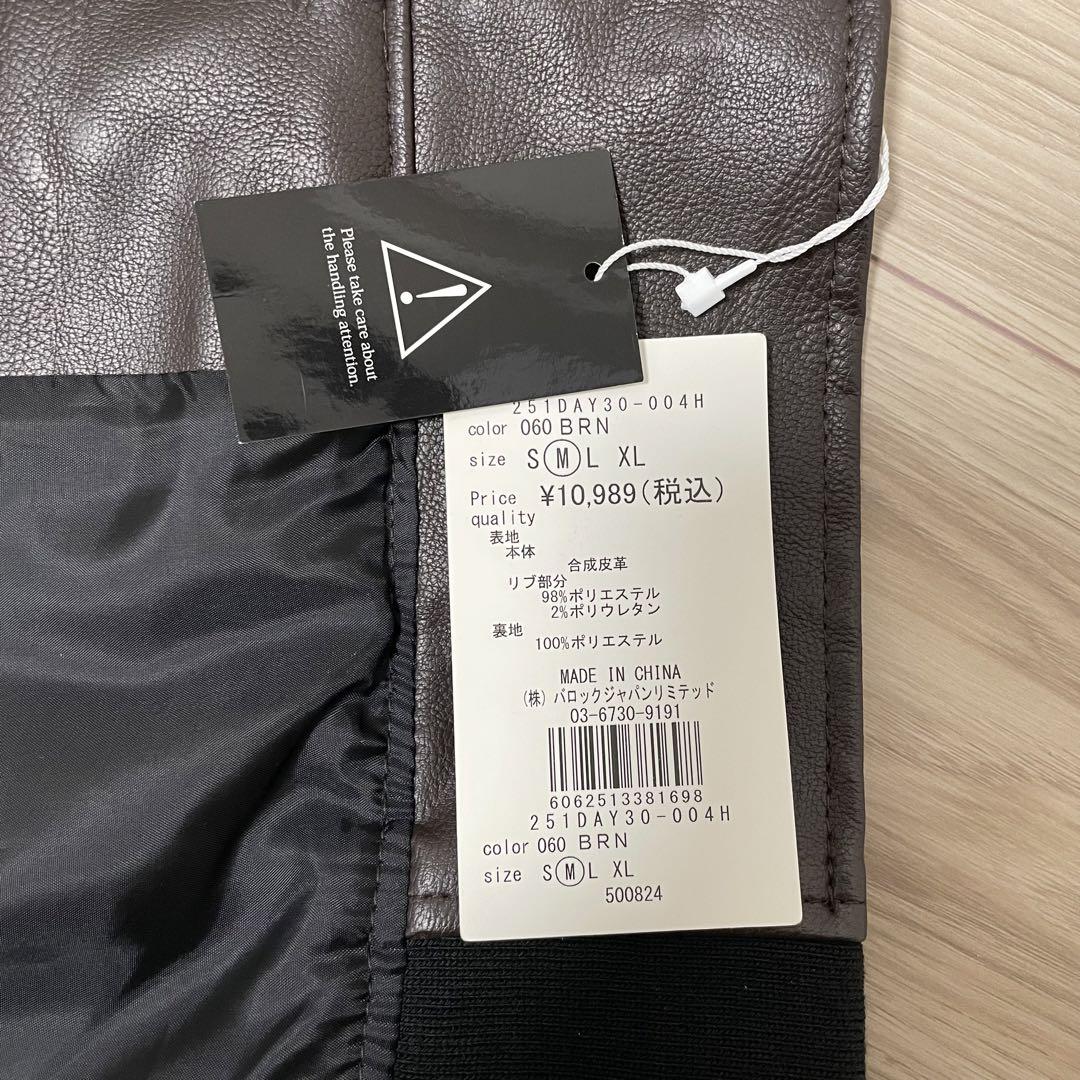 Please take care about
the handling attention.
251DAY30-004H
color 060 BRN
size S M L XL
Price ¥10,989(税込)
quality
表地
本体
合成皮革
リブ部分
98%ポリエステル
2%ポリウレタン
裏地
100%ポリエステル
MADE IN CHINA
(株)バロックジャパンリミテッド
03-6730-9191
6062513381698
251DAY30-004H
color 060 BRN
size S M L XL
500824